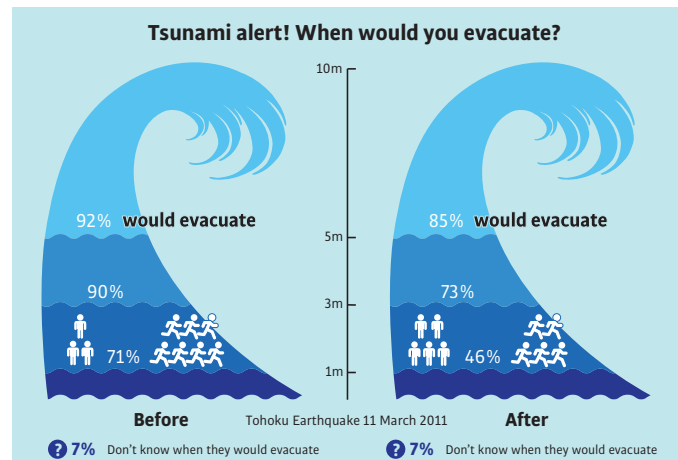 Tsunami alert! When would you evacuate?
10m
92% would evacuate
85% would evacuate
5m
90%
73%
3m
71%
46%
1m
Before
Tohoku Earthquake 11 March 2011
After
? 7% Don't know when they would evacuate
? 7% Don't know when they would evacuate